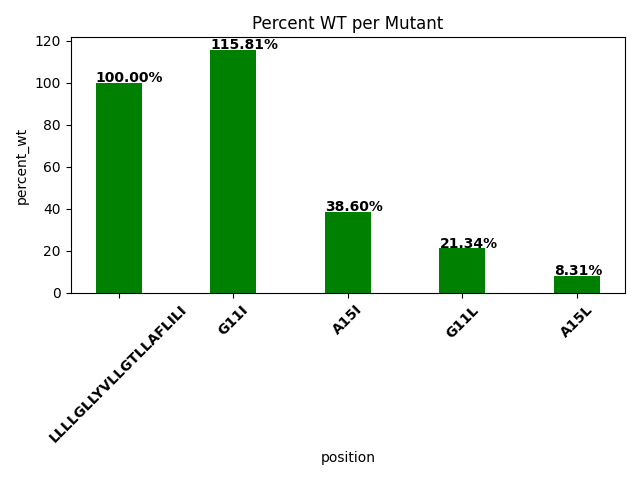 Percent WT per Mutant
percent_wt
120
100
80
60
40
20
0
100.00%
115.81%
38.60%
21.34%
8.31%
LLLLGLLYVLLGTLLAFLILI
G11I
A15I
G11L
A15L
position